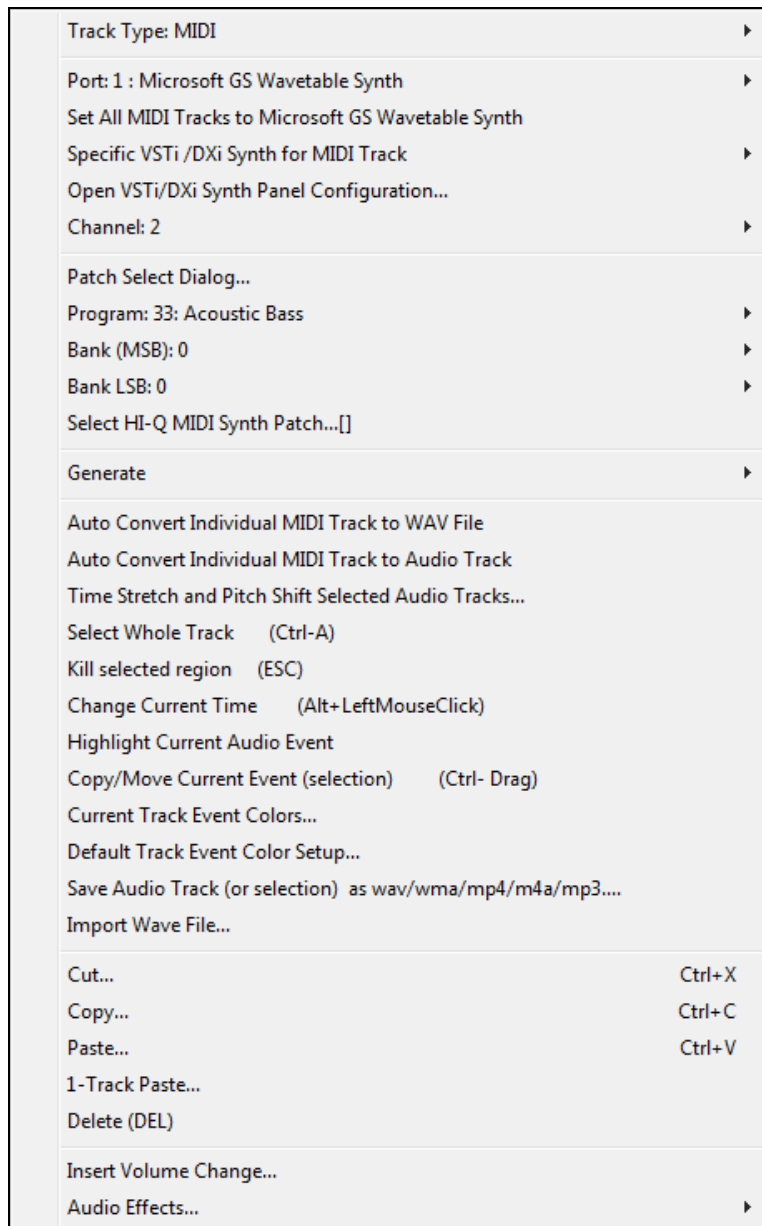 Track Type: MIDI
Port: 1 : Microsoft GS Wavetable Synth
Set All MIDI Tracks to Microsoft GS Wavetable Synth
Specific VSTi /DXi Synth for MIDI Track
Open VSTi/DXi Synth Panel Configuration...
Channel: 2
Patch Select Dialog...
Program: 33: Acoustic Bass
Bank (MSB): 0
Bank LSB: 0
Select HI-Q MIDI Synth Patch...[]
Generate
Auto Convert Individual MIDI Track to WAV File
Auto Convert Individual MIDI Track to Audio Track
Time Stretch and Pitch Shift Selected Audio Tracks...
Select Whole Track (Ctrl-A)
Kill selected region (ESC)
Change Current Time (Alt+LeftMouseClick)
Highlight Current Audio Event
Copy/Move Current Event (selection) (Ctrl- Drag)
Current Track Event Colors...
Default Track Event Color Setup...
Save Audio Track (or selection) as wav/wma/mp4/m4a/mp3....
Import Wave File...
Cut... Ctrl+X
Copy... Ctrl+C
Paste... Ctrl+V
1-Track Paste...
Delete (DEL)
Insert Volume Change...
Audio Effects...